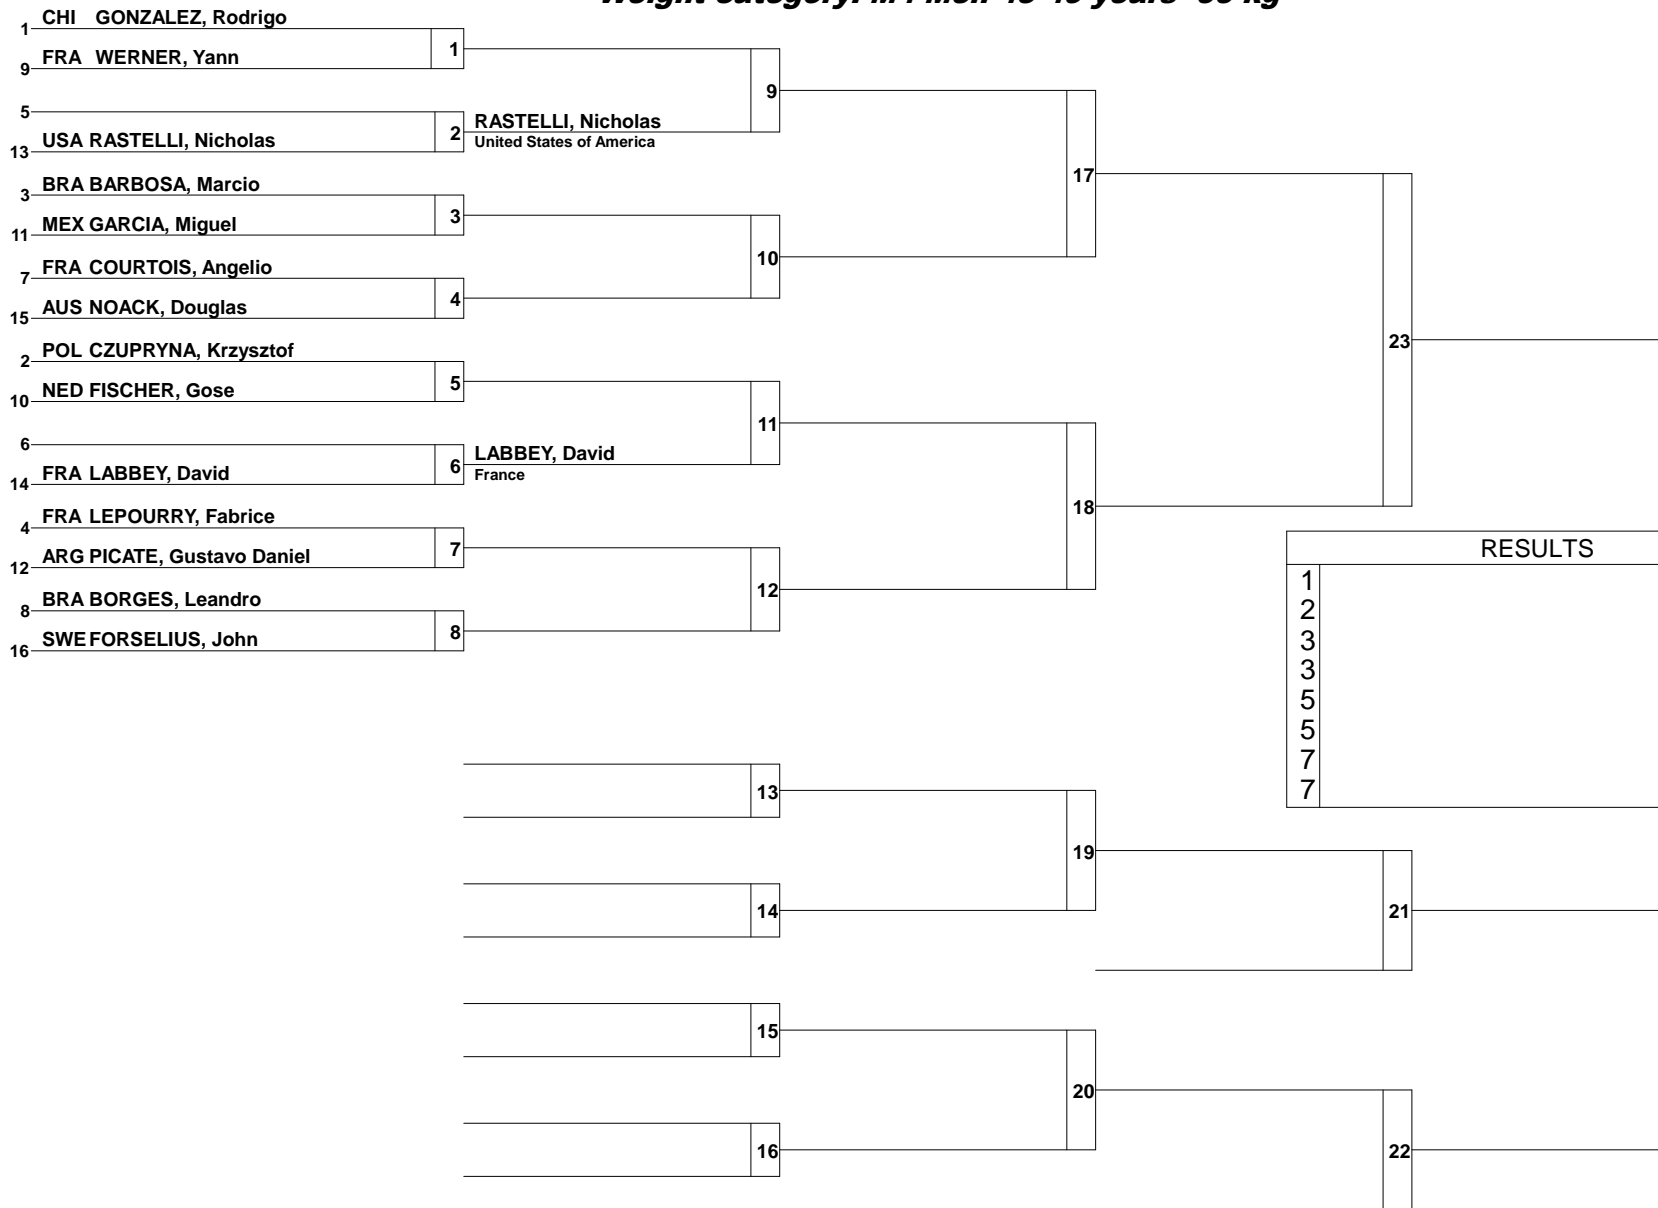 1 CHI GONZALEZ, Rodrigo
9 FRA WERNER, Yann
1
5
13 USA RASTELLI, Nicholas
2
RASTELLI, Nicholas
United States of America
9
3 BRA BARBOSA, Marcio
11 MEX GARCIA, Miguel
3
7 FRA COURTOIS, Angelio
15 AUS NOACK, Douglas
4
10
17
2 POL CZUPRYNA, Krzysztof
10 NED FISCHER, Gose
5
6
14 FRA LABBEY, David
6
LABBEY, David
France
11
4 FRA LEPOURRY, Fabrice
12 ARG PICATE, Gustavo Daniel
7
8 BRA BORGES, Leandro
16 SWE FORSELIUS, John
8
12
18
23
RESULTS
1
2
3
3
5
5
7
7
13
14
19
21
15
16
20
22